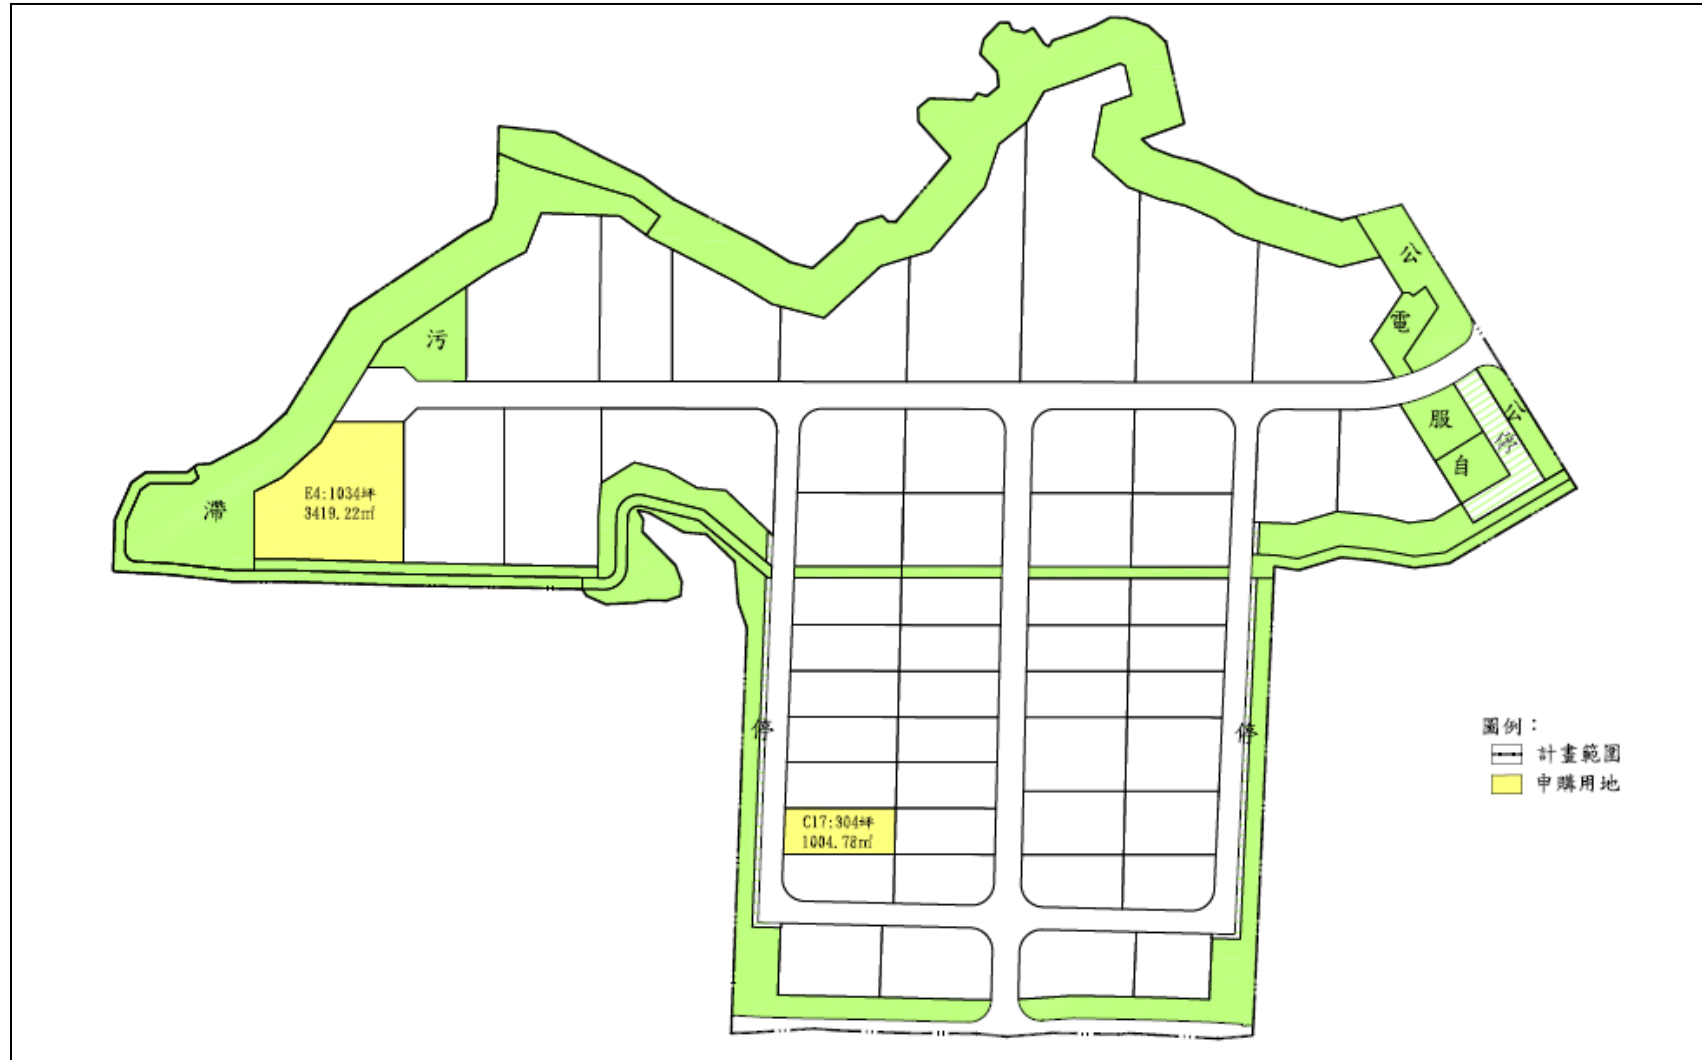 公
電
污
公
服
停
自
E4:1034坪
3419.22㎡
滯
停
停
圖例：
計畫範圍
申購用地
C17:304坪
1004.78㎡